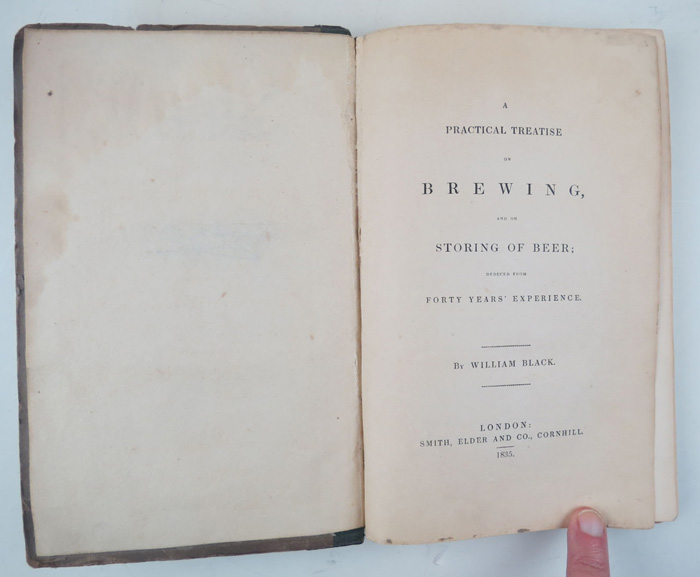 A
PRACTICAL TREATISE
ON
BREWING,
AND ON
STORING OF BEER;
DEDUCED FROM
FORTY YEARS' EXPERIENCE.
BY WILLIAM BLACK.
LONDON:
SMITH, ELDER AND CO., CORNHILL.
1835.